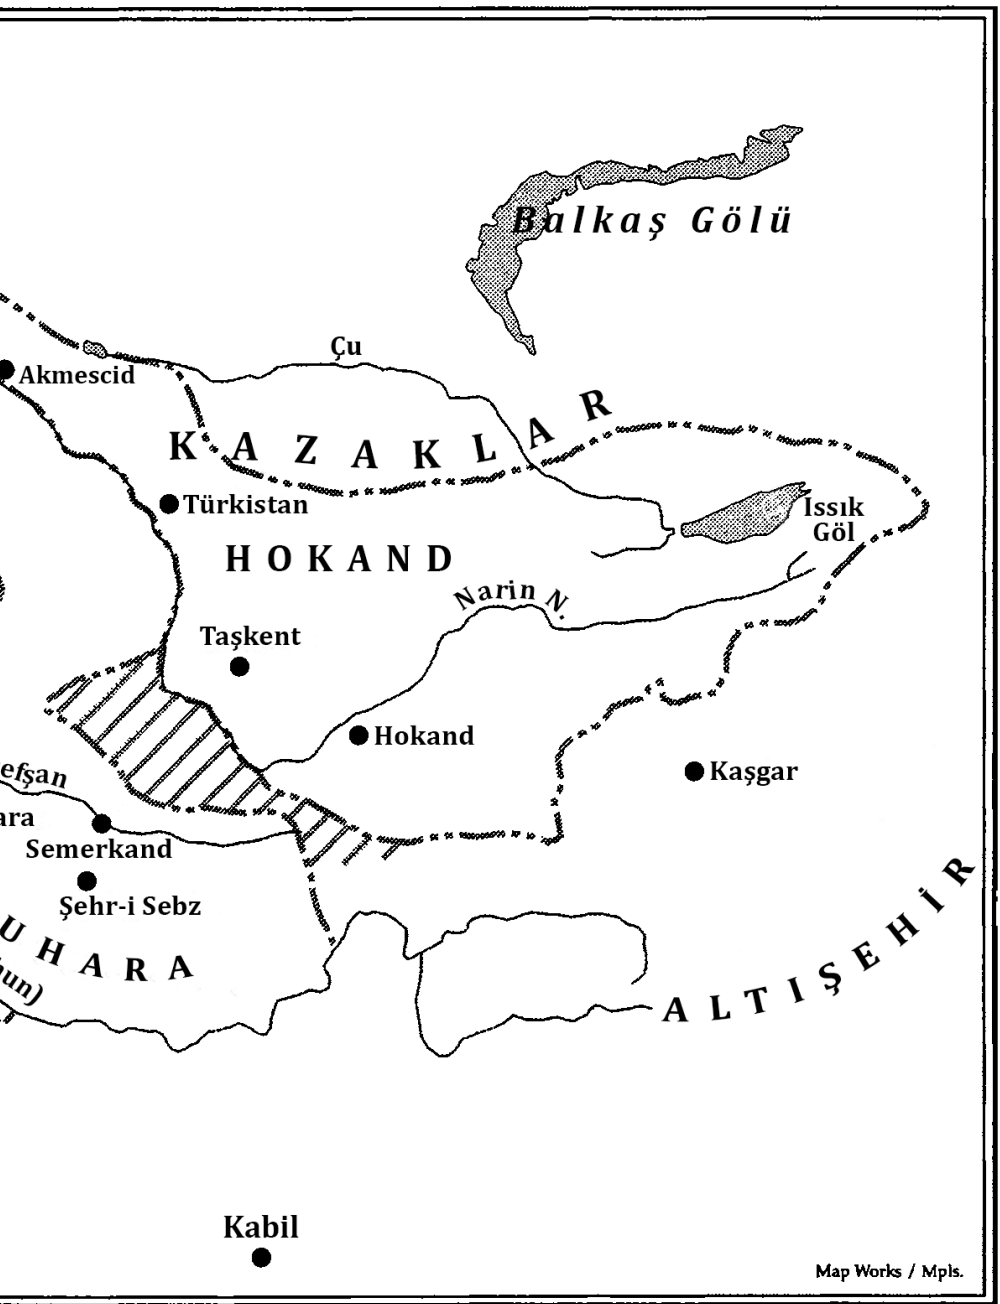 Balkaş Gölü
Çu
Akmescid
KAZAKLAR
Türkistan
Issık
Göl
HOKAND
Narin N.
Taşkent
Hokand
Kaşgar
efşan
ara
Semerkand
Şehr-i Sebz
UHARA
hun)
ALTIŞEHİR
Kabil
Map Works / Mpls.